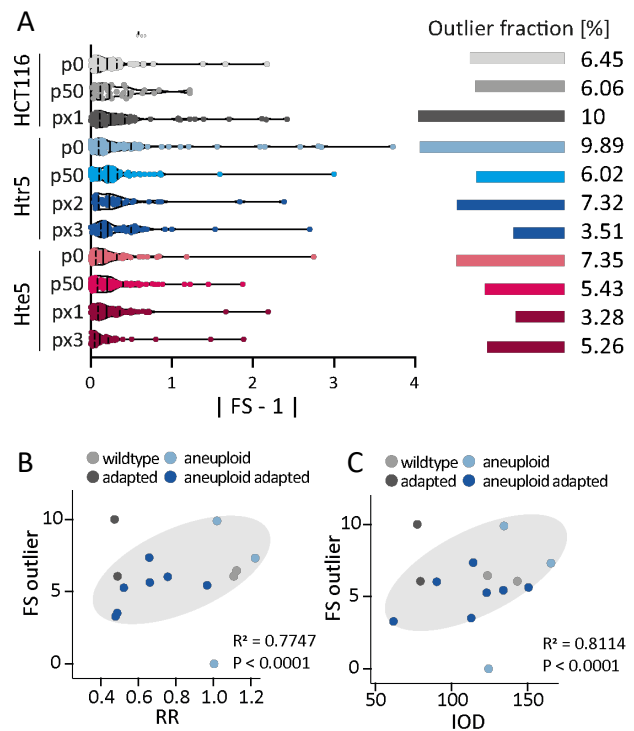 A
Outlier fraction [%]
HCT116
p0
6.45
p50
6.06
px1
10
Htr5
p0
9.89
p50
6.02
px2
7.32
px3
3.51
Hte5
p0
7.35
p50
5.43
px1
3.28
px3
5.26
0 1 2 3 4
| FS - 1 |
B
wildtype aneuploid
adapted aneuploid adapted
FS outlier
10
5
0
R² = 0.7747
P < 0.0001
0.4 0.6 0.8 1.0 1.2
RR
C
wildtype aneuploid
adapted aneuploid adapted
FS outlier
10
5
0
R² = 0.8114
P < 0.0001
50 100 150
IOD